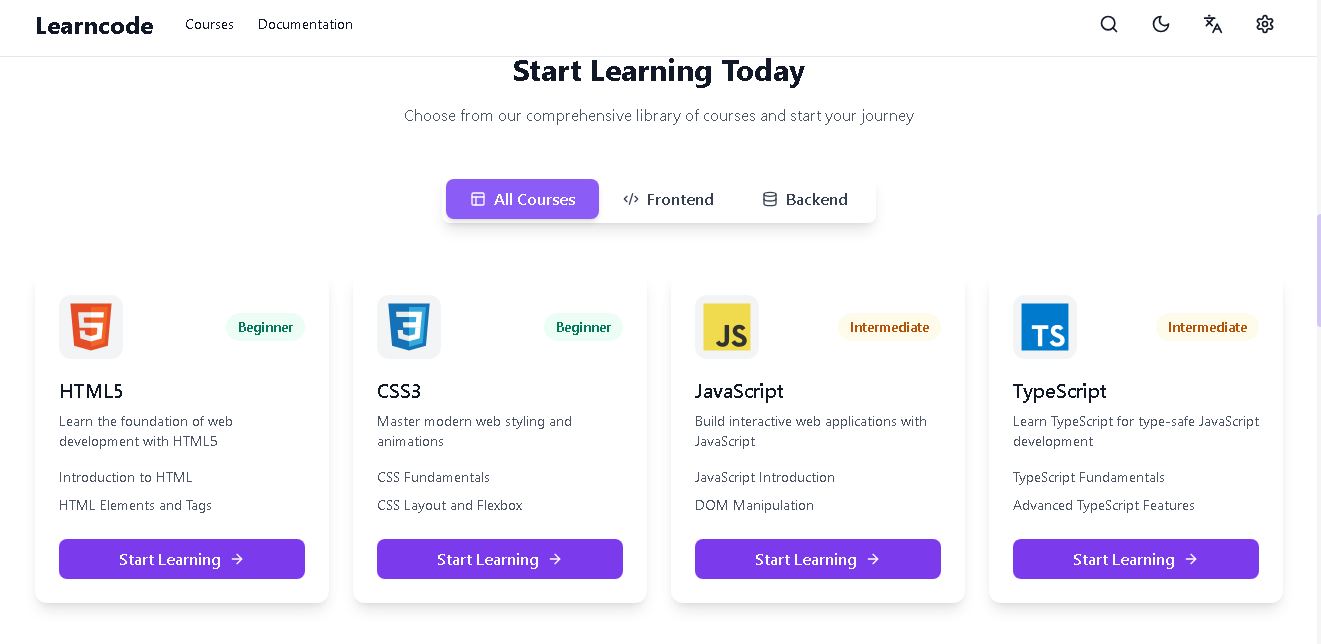 Learncode
Courses
Documentation
Start Learning Today
Choose from our comprehensive library of courses and start your journey
All Courses
Frontend
Backend
Beginner
HTML5
Learn the foundation of web
development with HTML5
Introduction to HTML
HTML Elements and Tags
Start Learning →
3
Beginner
CSS3
Master modern web styling and
animations
CSS Fundamentals
CSS Layout and Flexbox
Start Learning →
JS
Intermediate
JavaScript
Build interactive web applications with
JavaScript
JavaScript Introduction
DOM Manipulation
Start Learning →
TS
Intermediate
TypeScript
Learn TypeScript for type-safe JavaScript
development
TypeScript Fundamentals
Advanced TypeScript Features
Start Learning →